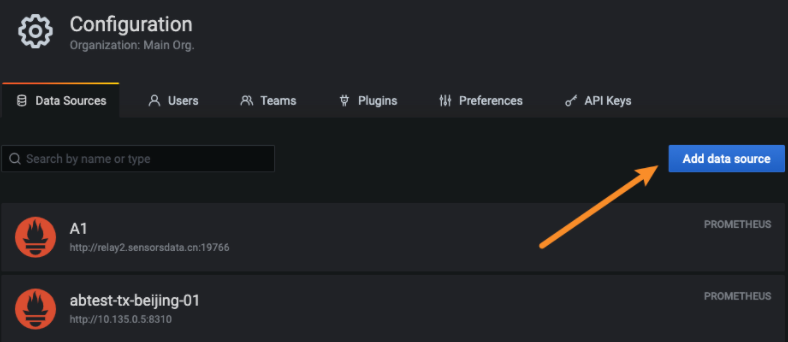 Configuration
Organization: Main Org.
Data Sources
Users
Teams
Plugins
Preferences
API Keys
Search by name or type
Add data source
A1
PROMETHEUS
http://relay2.sensorsdata.cn:19766
abtest-tx-beijing-01
PROMETHEUS
http://10.135.0.5:8310